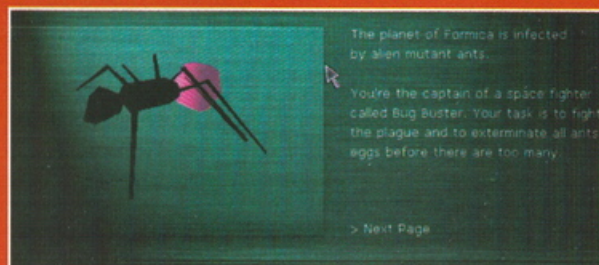 The planet of Formica is infected
by alien mutant ants.
You're the captain of a space fighter
called Bug Buster. Your task is to fight
the plague and to exterminate all ants
eggs before there are too many
> Next Page